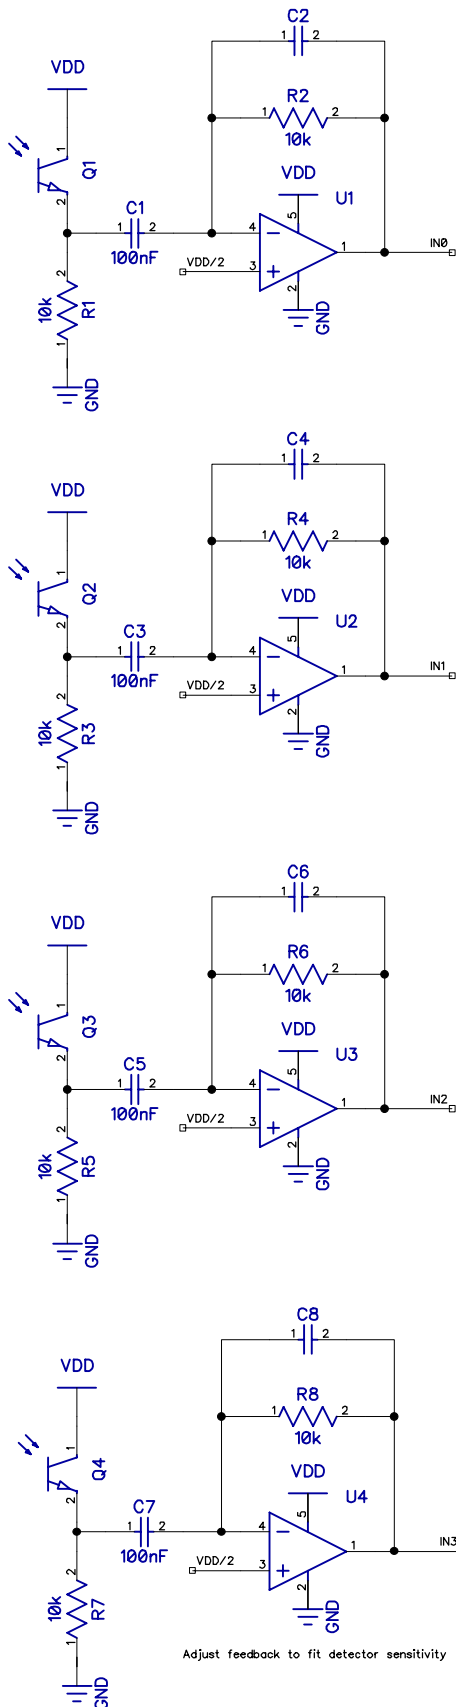 C2
1 2
VDD
R2
1 2
10k
1
Q1
2
VDD
U1
C1
1 2
100nF
5
4
1
IN0
VDD/2
3
2
GND
2
10k
R1
1
GND
C4
1 2
VDD
R4
1 2
10k
1
Q2
2
VDD
U2
C3
1 2
100nF
5
4
1
IN1
VDD/2
3
2
GND
2
10k
R3
1
GND
C6
1 2
VDD
R6
1 2
10k
1
Q3
2
VDD
U3
C5
1 2
100nF
5
4
1
IN2
VDD/2
3
2
GND
2
10k
R5
1
GND
C8
1 2
VDD
R8
1 2
10k
1
Q4
2
VDD
U4
C7
1 2
100nF
5
4
1
IN3
VDD/2
3
2
GND
2
10k
R7
1
GND
Adjust feedback to fit detector sensitivity